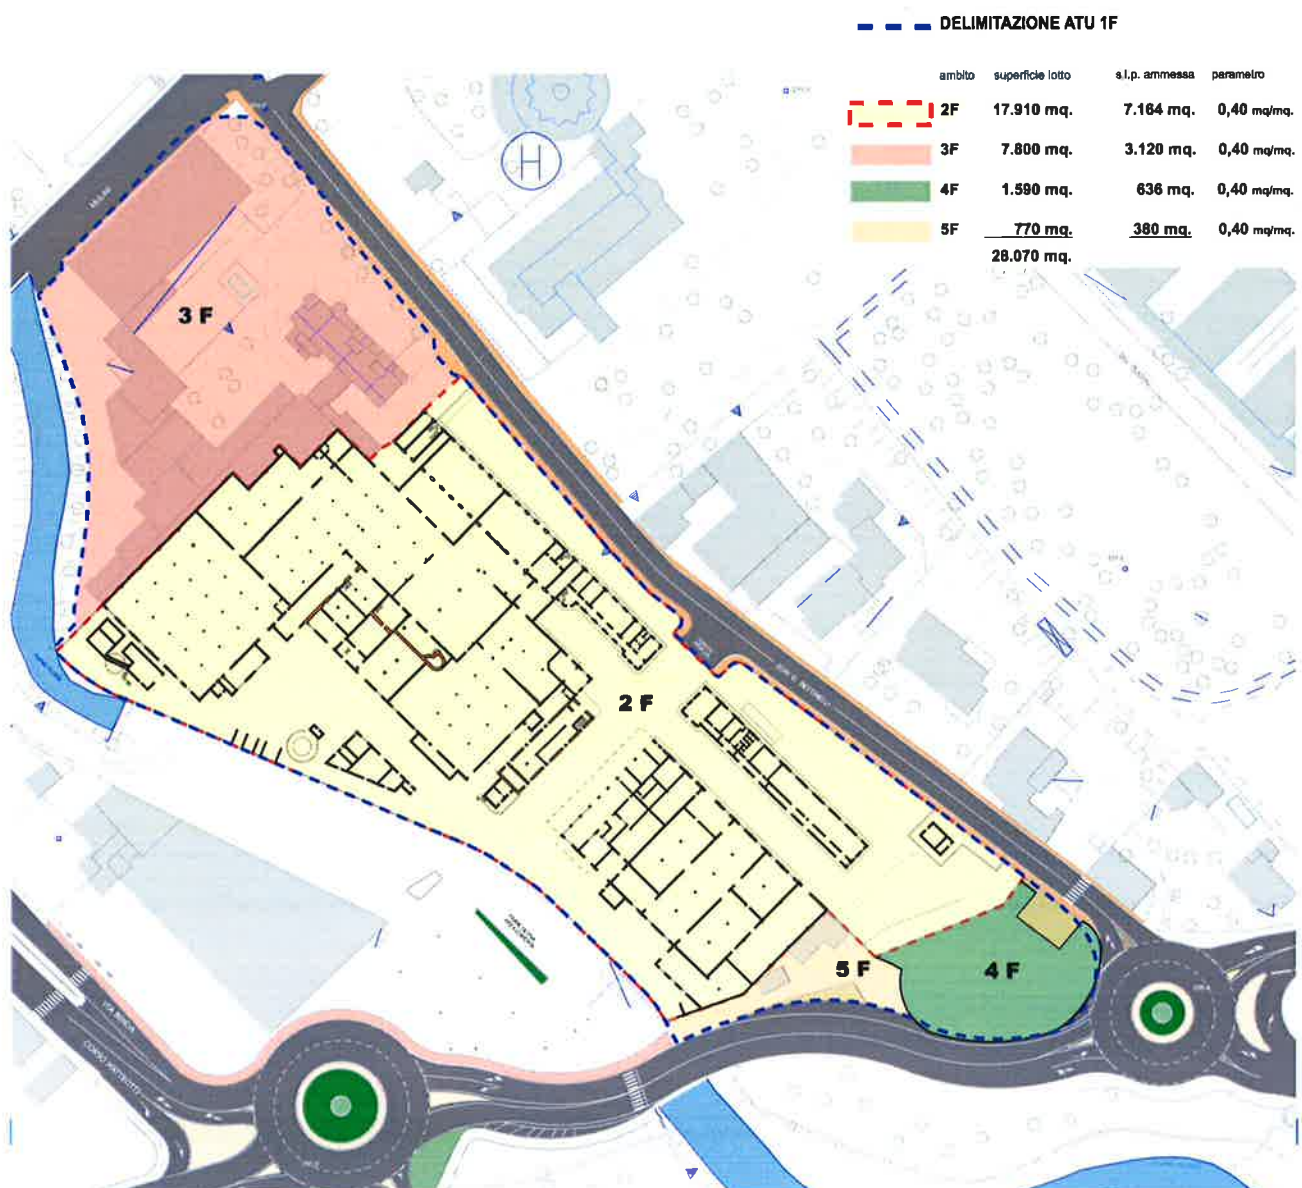 DELIMITAZIONE ATU 1F
ambito superficie lotto s.l.p. ammessa parametro
2F 17.910 mq. 7.164 mq. 0,40 mq/mq.
3F 7.800 mq. 3.120 mq. 0,40 mq/mq.
4F 1.590 mq. 636 mq. 0,40 mq/mq.
5F 770 mq. 380 mq. 0,40 mq/mq.
28.070 mq.
H
3 F
2 F
5 F
4 F
CORSO MATTEOTTI